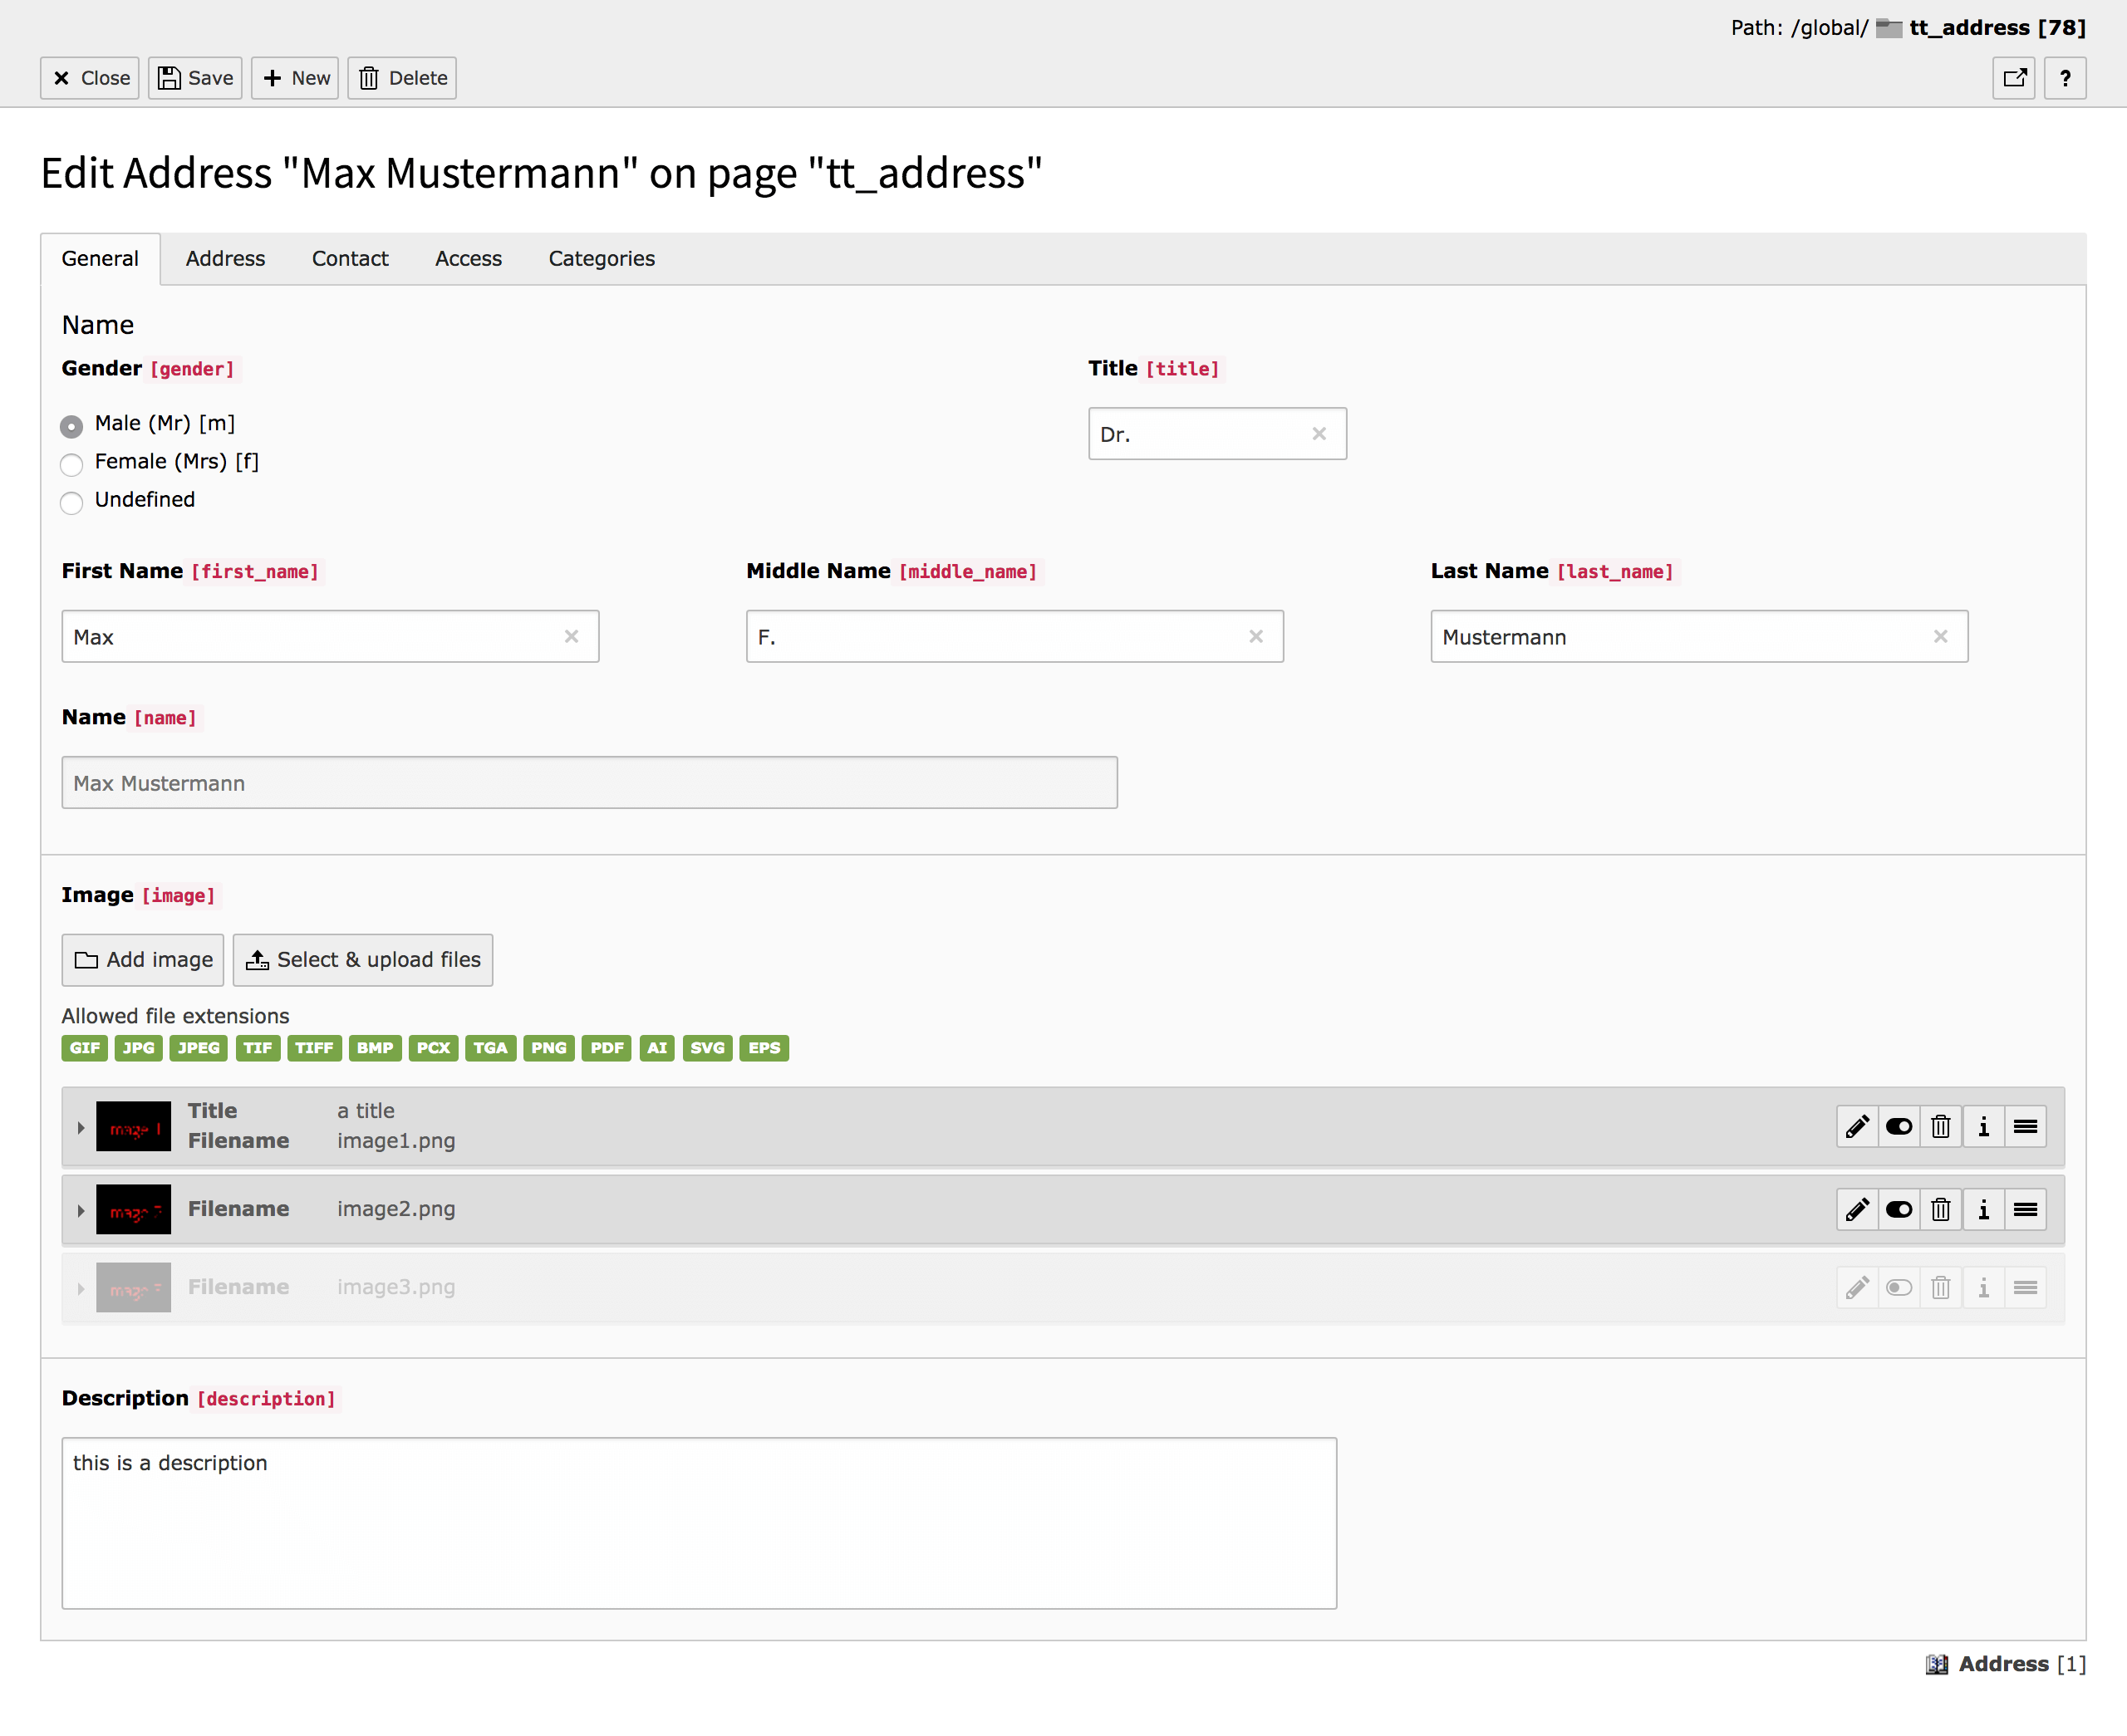 Path: /global/ tt_address [78]
Close Save New Delete ?
Edit Address "Max Mustermann" on page "tt_address"
General Address Contact Access Categories
Name
Gender [gender]
Title [title]
Male (Mr) [m]
Female (Mrs) [f]
Undefined
Dr.
First Name [first_name]
Middle Name [middle_name]
Last Name [last_name]
Max
F.
Mustermann
Name [name]
Max Mustermann
Image [image]
Add image Select & upload files
Allowed file extensions
GIF JPG JPEG TIF TIFF BMP PCX TGA PNG PDF AI SVG EPS
Title a title
Filename image1.png
Filename image2.png
Filename image3.png
Description [description]
this is a description
Address [1]